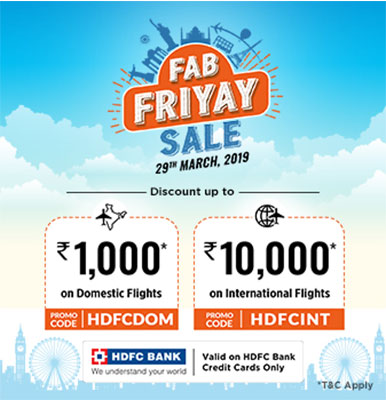 FAB
FRIYAY
SALE
29TH MARCH, 2019
Discount up to
₹1,000*
on Domestic Flights
PROMO CODE | HDFCDOM
₹10,000*
on International Flights
PROMO CODE | HDFCINT
HDFC BANK
We understand your world
Valid on HDFC Bank
Credit Cards Only
*T&C Apply